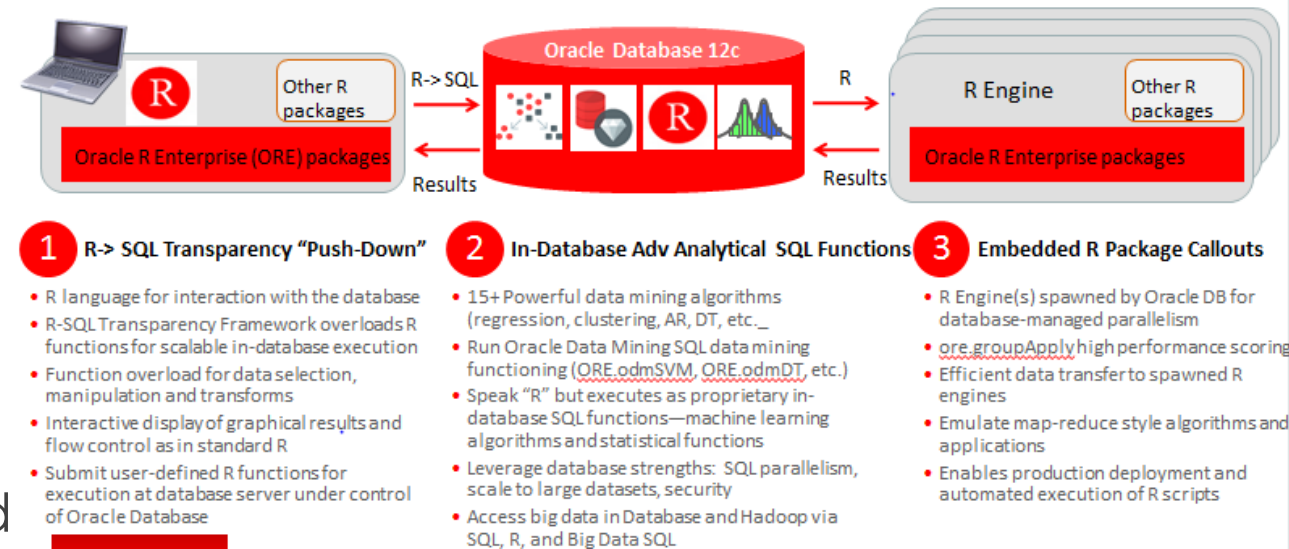 Oracle Database 12c
R
Other R
packages
Oracle R Enterprise (ORE) packages
R-> SQL
Results
R
R
Results
R Engine
Other R
packages
Oracle R Enterprise packages
1 R-> SQL Transparency “Push-Down”
• R language for interaction with the database
• R-SQL Transparency Framework overloads R
functions for scalable in-database execution
• Function overload for data selection,
manipulation and transforms
• Interactive display of graphical results and
flow control as in standard R
• Submit user-defined R functions for
execution at database server under control
of Oracle Database
d
2 In-Database Adv Analytical SQL Functions
• 15+ Powerful data mining algorithms
(regression, clustering, AR, DT, etc._
• Run Oracle Data Mining SQL data mining
functioning (ORE.odmSVM, ORE.odmDT, etc.)
• Speak “R” but executes as proprietary in-
database SQL functions—machine learning
algorithms and statistical functions
• Leverage database strengths: SQL parallelism,
scale to large datasets, security
• Access big data in Database and Hadoop via
SQL, R, and Big Data SQL
3 Embedded R Package Callouts
• R Engine(s) spawned by Oracle DB for
database-managed parallelism
• ore.groupApply high performance scoring
• Efficient data transfer to spawned R
engines
• Emulate map-reduce style algorithms and
applications
• Enables production deployment and
automated execution of R scripts